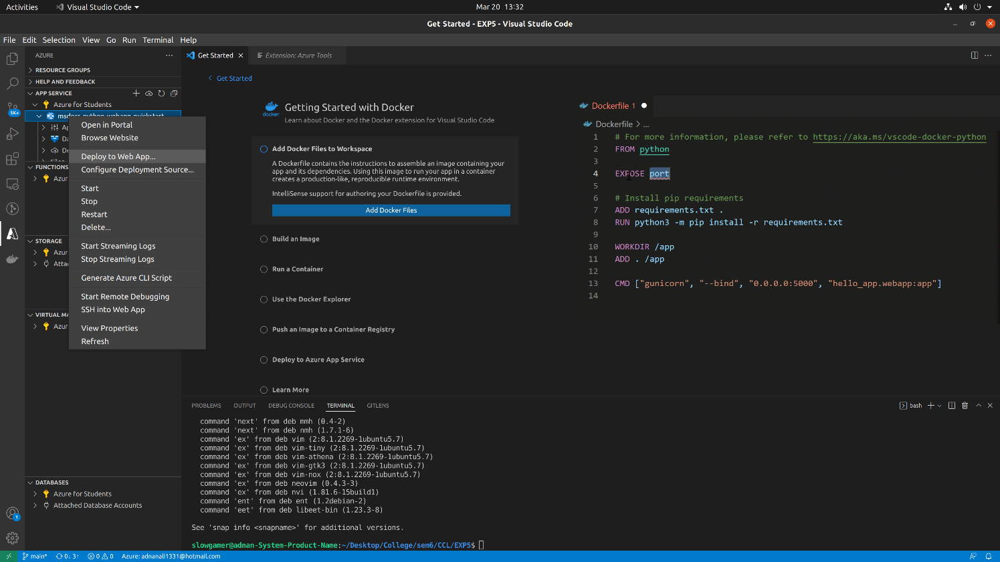 Activities
Visual Studio Code
Mar 20 13:32
Get Started - EXP5 - Visual Studio Code
File Edit Selection View Go Run Terminal Help
AZURE
RESOURCE GROUPS
HELP AND FEEDBACK
APP SERVICE
Azure for Students
msdocs-python-webapp-quickstart
Ap
Da
De
Files
FUNCTIONS
Azur
STORAGE
Azur
Atta
VIRTUAL MA
Azur
DATABASES
Azure for Students
Attached Database Accounts
5K+
1
Open in Portal
Browse Website
Deploy to Web App...
Configure Deployment Source...
Start
Stop
Restart
Delete...
Start Streaming Logs
Stop Streaming Logs
Generate Azure CLI Script
Start Remote Debugging
SSH into Web App
View Properties
Refresh
Get Started
Extension: Azure Tools
Get Started
docker
Getting Started with Docker
Learn about Docker and the Docker extension for Visual Studio Code
Add Docker Files to Workspace
A Dockerfile contains the instructions to assemble an image containing your
app and its dependencies. Using this image to run your app in a container
creates a production-like, reproducible runtime environment.
IntelliSense support for authoring your Dockerfile is provided.
Add Docker Files
Build an Image
Run a Container
Use the Docker Explorer
Push an Image to a Container Registry
Deploy to Azure App Service
Learn More
Dockerfile 1
Dockerfile > ...
1 # For more information, please refer to https://aka.ms/vscode-docker-python
2 FROM python
3
4 EXPOSE port
5
6 # Install pip requirements
7 ADD requirements.txt .
8 RUN python3 -m pip install -r requirements.txt
9
10 WORKDIR /app
11 ADD . /app
12
13 CMD ["gunicorn", "--bind", "0.0.0.0:5000", "hello_app.webapp:app"]
14
PROBLEMS OUTPUT DEBUG CONSOLE TERMINAL GITLENS
bash
command 'next' from deb mmh (0.4-2)
command 'next' from deb nmh (1.7.1-6)
command 'ex' from deb vim (2:8.1.2269-1ubuntu5.7)
command 'ex' from deb vim-tiny (2:8.1.2269-1ubuntu5.7)
command 'ex' from deb vim-athena (2:8.1.2269-1ubuntu5.7)
command 'ex' from deb vim-gtk3 (2:8.1.2269-1ubuntu5.7)
command 'ex' from deb vim-nox (2:8.1.2269-1ubuntu5.7)
command 'ex' from deb neovim (0.4.3-3)
command 'ex' from deb nvi (1.81.6-15build1)
command 'ent' from deb ent (1.2debian-2)
command 'eet' from deb libeet-bin (1.23.3-8)
See 'snap info <snapname>' for additional versions.
slowgamer@adnan-System-Product-Name:~/Desktop/College/sem6/CCL/EXP5$
main* 0↓ 3↑ 0 0 Azure: adnanali1331@hotmail.com